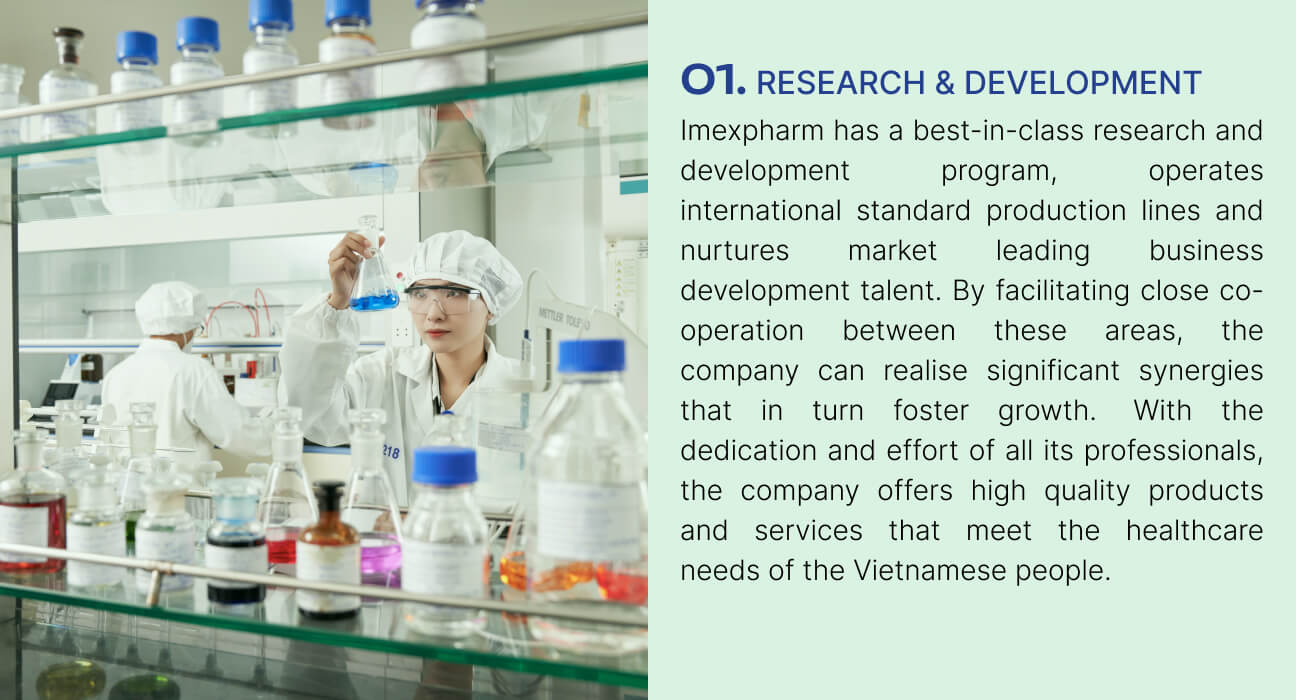 01. RESEARCH & DEVELOPMENT
Imexpharm has a best-in-class research and
development program, operates
international standard production lines and
nurtures market leading business
development talent. By facilitating close co-
operation between these areas, the
company can realise significant synergies
that in turn foster growth. With the
dedication and effort of all its professionals,
the company offers high quality products
and services that meet the healthcare
needs of the Vietnamese people.
METTLER TOLEDO
218